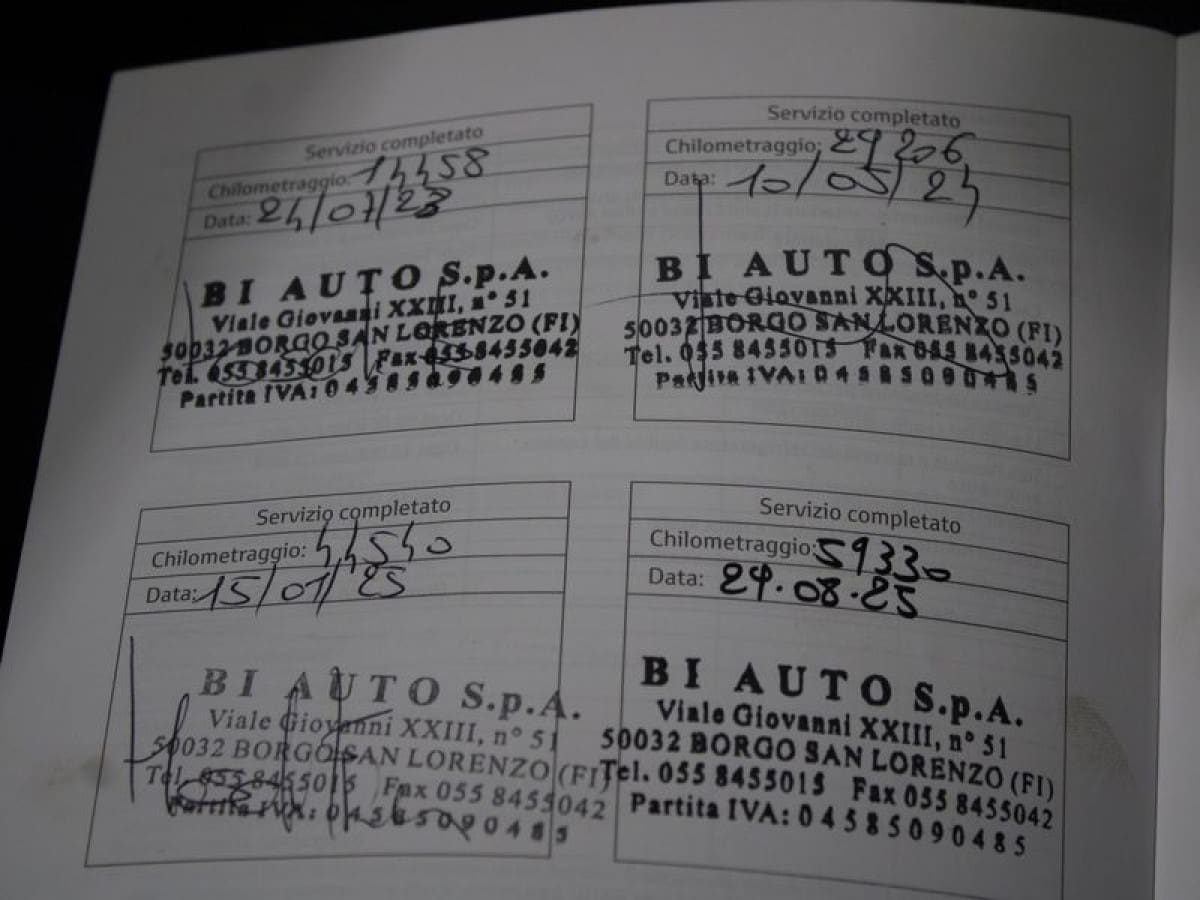 Servizio completato
Chilometraggio: 14458
Data: 24/07/23
BI AUTO S.p.A.
Viale Giovanni XXIII, n° 51
50032 BORGO SAN LORENZO (FI)
Tel. 055 8455015 Fax 055 8455042
Partita IVA: 04585090485
Servizio completato
Chilometraggio: 29206
Data: 10/05/24
BI AUTO S.p.A.
Viale Giovanni XXIII, n° 51
50032 BORGO SAN LORENZO (FI)
Tel. 055 8455015 Fax 055 8455042
Partita IVA: 04585090485
Servizio completato
Chilometraggio: 44540
Data: 15/01/25
BI AUTO S.p.A.
Viale Giovanni XXIII, n° 51
50032 BORGO SAN LORENZO (FI)
Tel. 055 8455015 Fax 055 8455042
Partita IVA: 04585090485
Servizio completato
Chilometraggio: 59330
Data: 29.08.25
BI AUTO S.p.A.
Viale Giovanni XXIII, n° 51
50032 BORGO SAN LORENZO (FI)
Tel. 055 8455015 Fax 055 8455042
Partita IVA: 04585090485